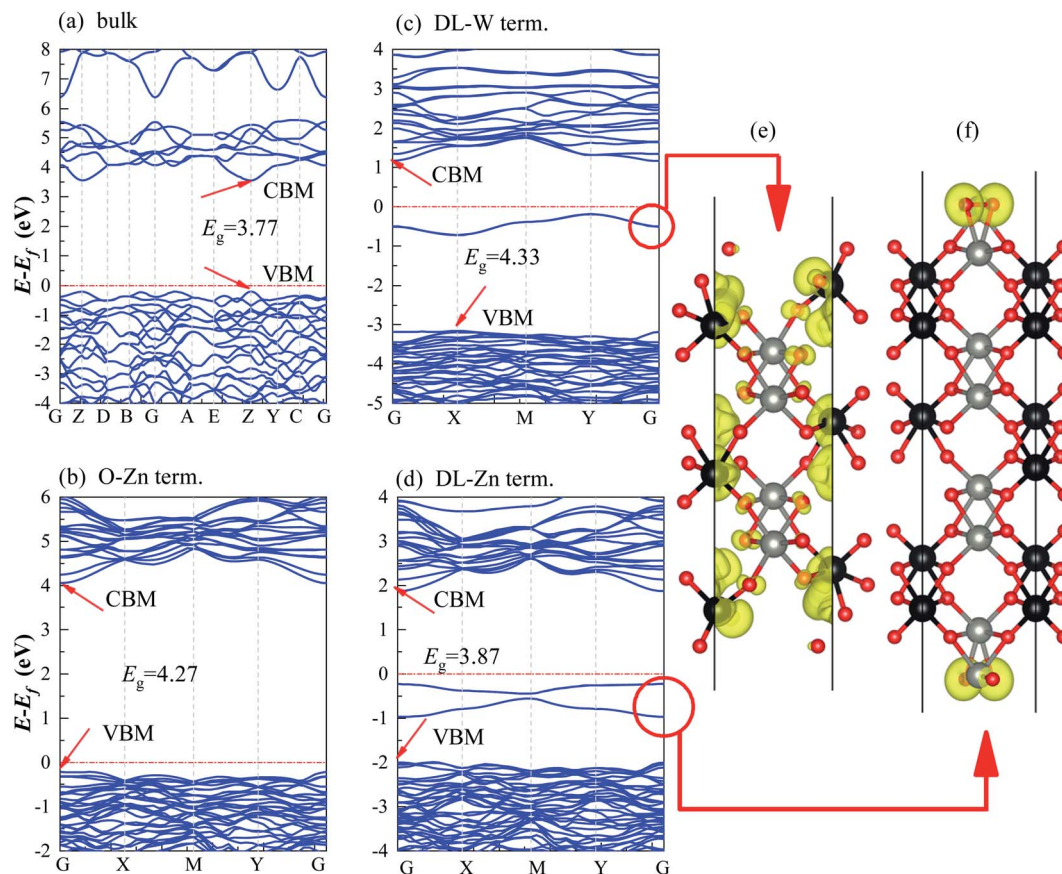 (a) bulk
8
7
6
5
4
3
2
1
0
-1
-2
-3
-4
E-E_f (eV)
CBM
E_g=3.77
VBM
G Z D B G A E Z Y C G
(c) DL-W term.
4
3
2
1
0
-1
-2
-3
-4
-5
CBM
E_g=4.33
VBM
G X M Y G
(e)
(f)
(b) O-Zn term.
6
5
4
3
2
1
0
-1
-2
E-E_f (eV)
CBM
E_g=4.27
VBM
G X M Y G
(d) DL-Zn term.
4
3
2
1
0
-1
-2
-3
-4
CBM
E_g=3.87
VBM
G X M Y G